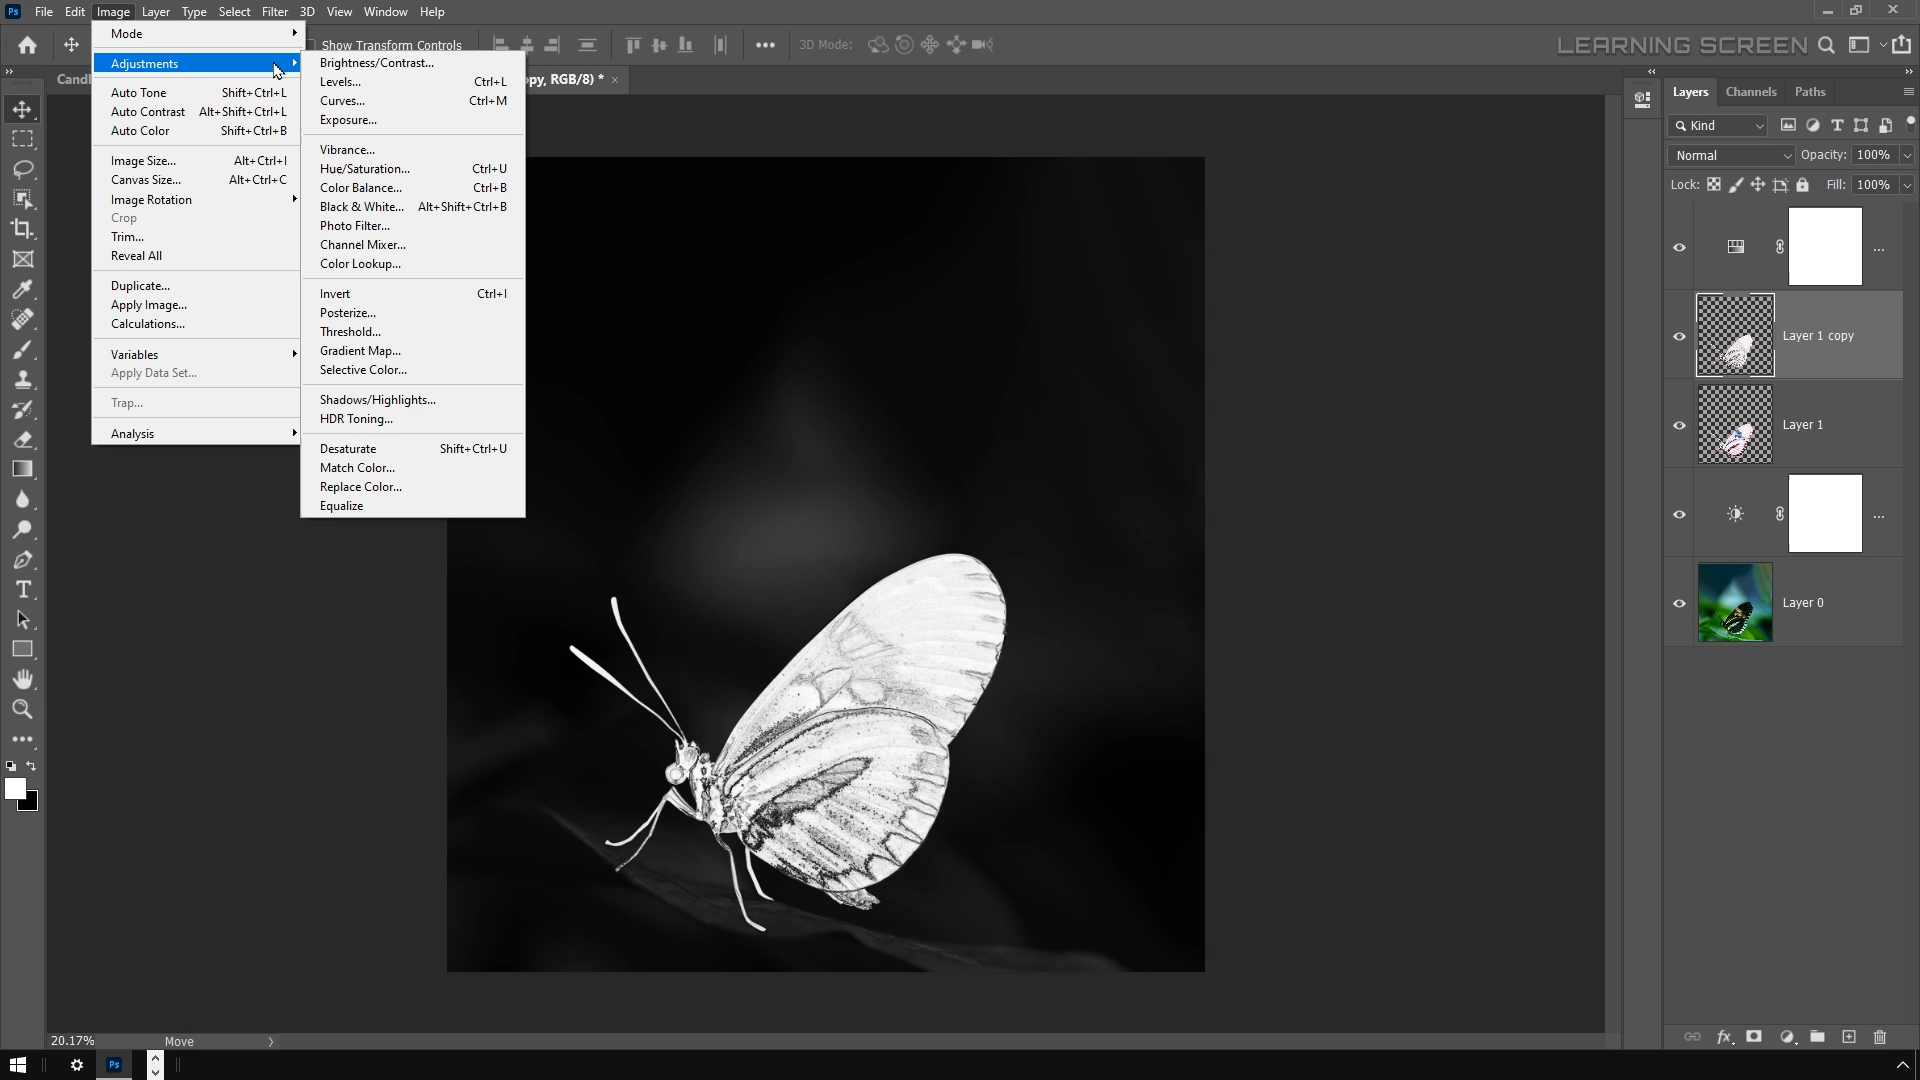 Ps File Edit Image Layer Type Select Filter 3D View Window Help
Show Transform Controls
3D Mode:
LEARNING SCREEN
Candl
opy, RGB/8) *
Mode
Adjustments
Auto Tone Shift+Ctrl+L
Auto Contrast Alt+Shift+Ctrl+L
Auto Color Shift+Ctrl+B
Image Size... Alt+Ctrl+I
Canvas Size... Alt+Ctrl+C
Image Rotation
Crop
Trim...
Reveal All
Duplicate...
Apply Image...
Calculations...
Variables
Apply Data Set...
Trap...
Analysis
Brightness/Contrast...
Levels... Ctrl+L
Curves... Ctrl+M
Exposure...
Vibrance...
Hue/Saturation... Ctrl+U
Color Balance... Ctrl+B
Black & White... Alt+Shift+Ctrl+B
Photo Filter...
Channel Mixer...
Color Lookup...
Invert Ctrl+I
Posterize...
Threshold...
Gradient Map...
Selective Color...
Shadows/Highlights...
HDR Toning...
Desaturate Shift+Ctrl+U
Match Color...
Replace Color...
Equalize
Layers Channels Paths
Kind
Normal Opacity: 100%
Lock: Fill: 100%
...
Layer 1 copy
Layer 1
...
Layer 0
fx
20.17% Move
Ps